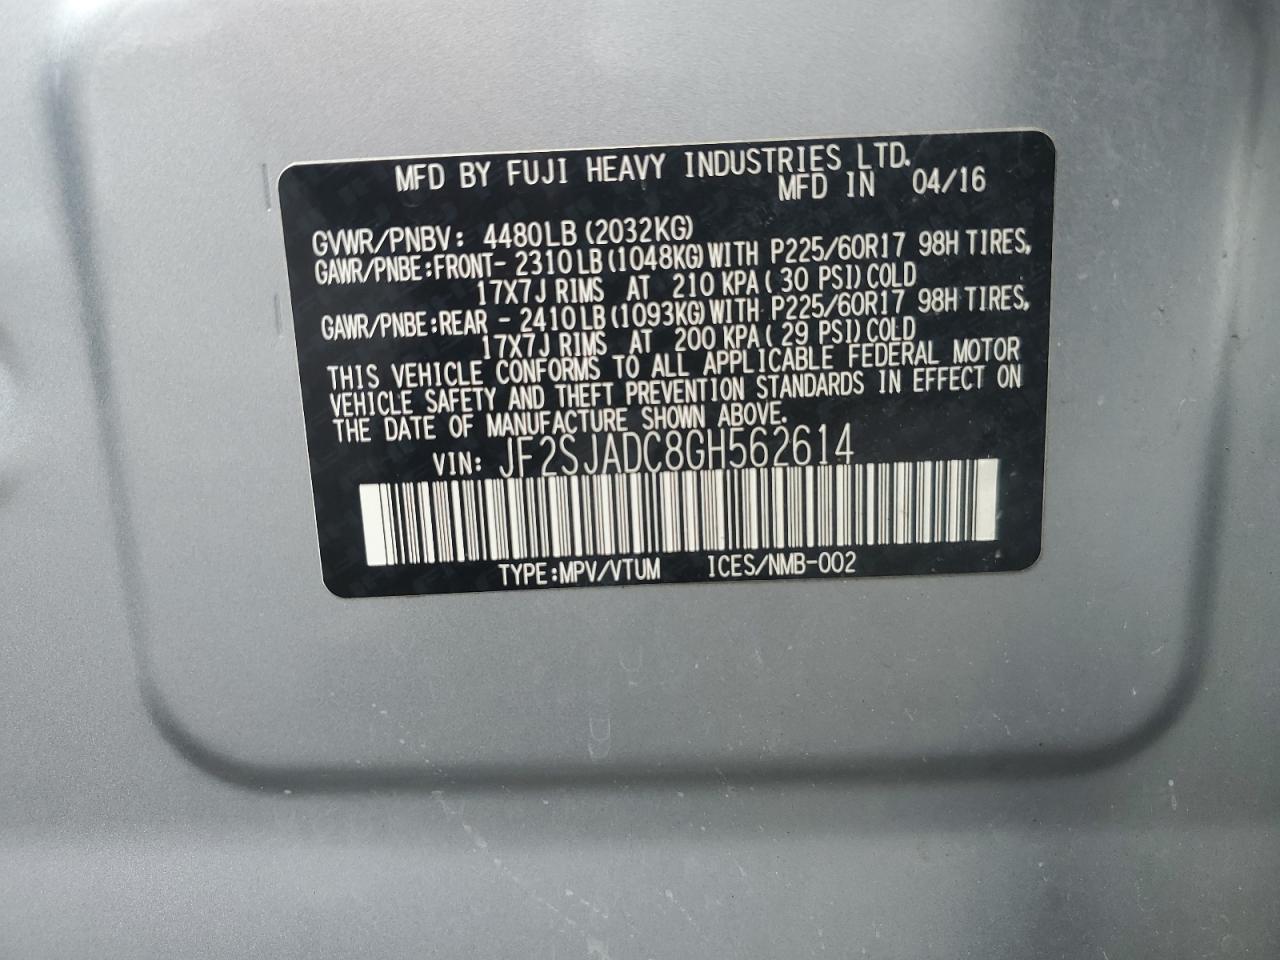 MFD BY FUJI HEAVY INDUSTRIES LTD.
MFD IN 04/16
GVWR/PNBV: 4480LB (2032KG)
GAWR/PNBE:FRONT- 2310LB(1048KG)WITH P225/60R17 98H TIRES,
17X7J RIMS AT 210 KPA( 30 PSI)COLD
GAWR/PNBE:REAR - 2410LB(1093KG)WITH P225/60R17 98H TIRES,
17X7J RIMS AT 200 KPA( 29 PSI)COLD
THIS VEHICLE CONFORMS TO ALL APPLICABLE FEDERAL MOTOR
VEHICLE SAFETY AND THEFT PREVENTION STANDARDS IN EFFECT ON
THE DATE OF MANUFACTURE SHOWN ABOVE.
VIN: JF2SJADC8GH562614
TYPE:MPV/VTUM ICES/NMB-002